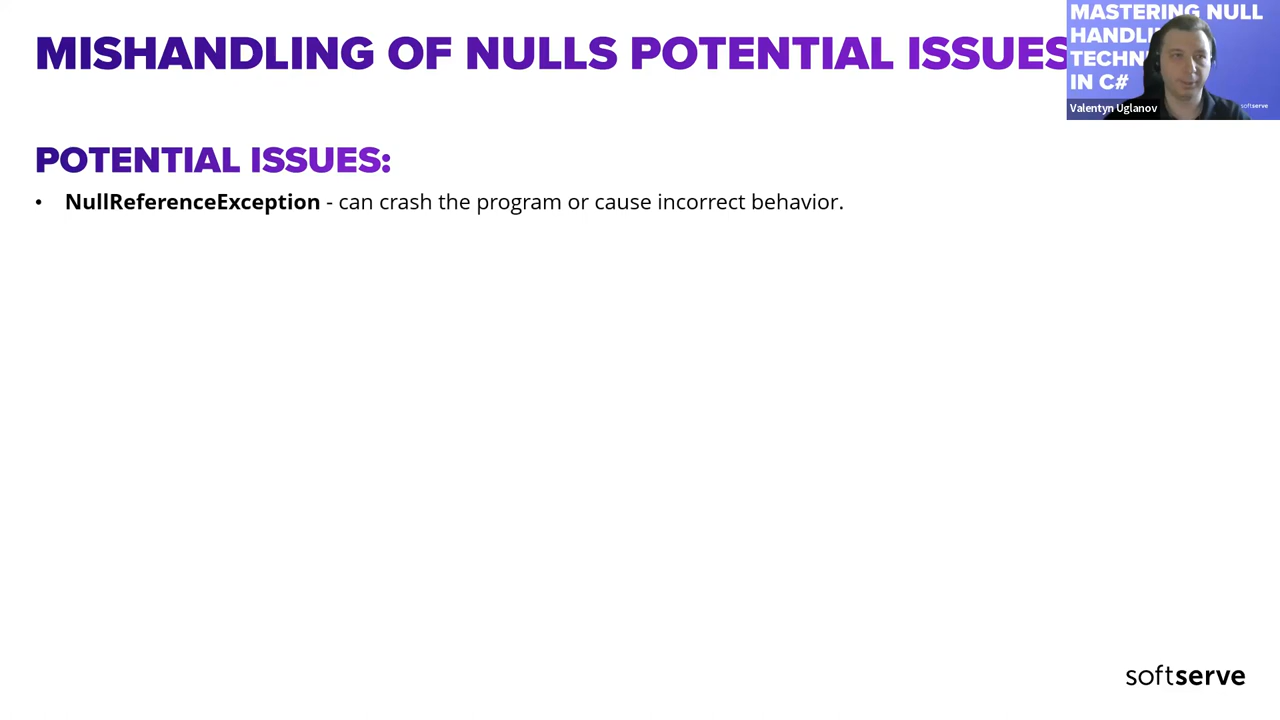 MISHANDLING OF NULLS POTENTIAL ISSUES
MASTERING NULL
HANDLI
TECHN
IN C#
Valentyn Uglanov
softserve
POTENTIAL ISSUES:
• NullReferenceException - can crash the program or cause incorrect behavior.
softserve